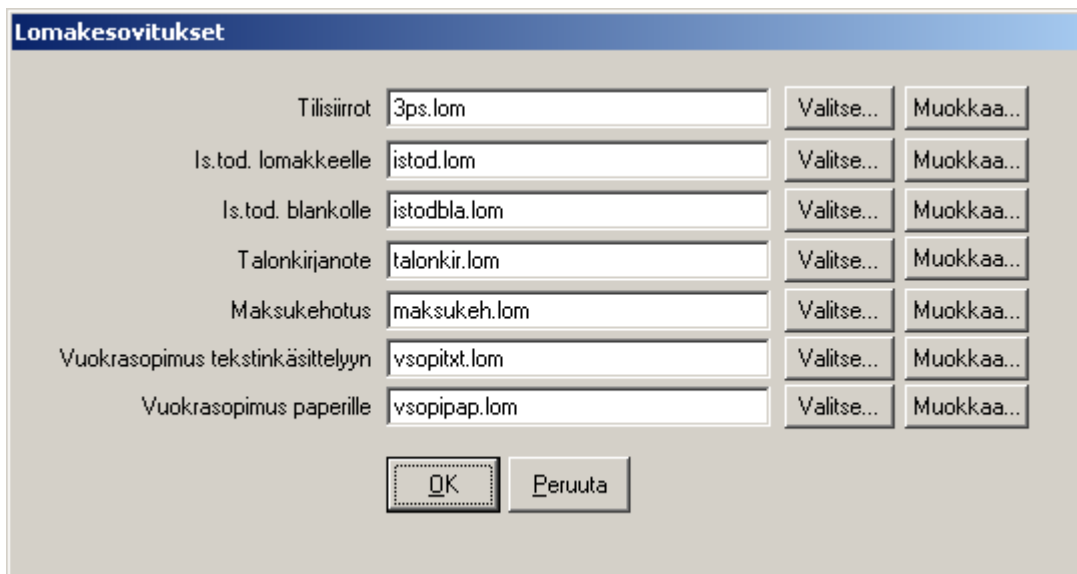 Lomakesovitukset
Tilisiirrot 3ps.lom Valitse... Muokkaa...
Is.tod. lomakkeelle istod.lom Valitse... Muokkaa...
Is.tod. blankolle istodbla.lom Valitse... Muokkaa...
Talonkirjanote talonkir.lom Valitse... Muokkaa...
Maksukehotus maksukeh.lom Valitse... Muokkaa...
Vuokrasopimus tekstinkäsittelyyn vsopitxt.lom Valitse... Muokkaa...
Vuokrasopimus paperille vsopipap.lom Valitse... Muokkaa...
OK Peruuta